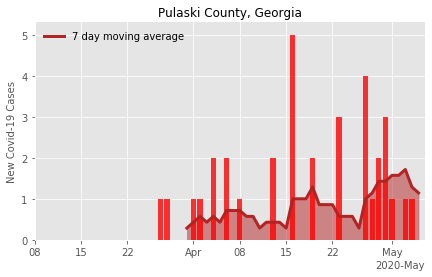 Pulaski County, Georgia
7 day moving average
New Covid-19 Cases
5
4
3
2
1
0
08 15 22 Apr 08 15 22 May
2020-May